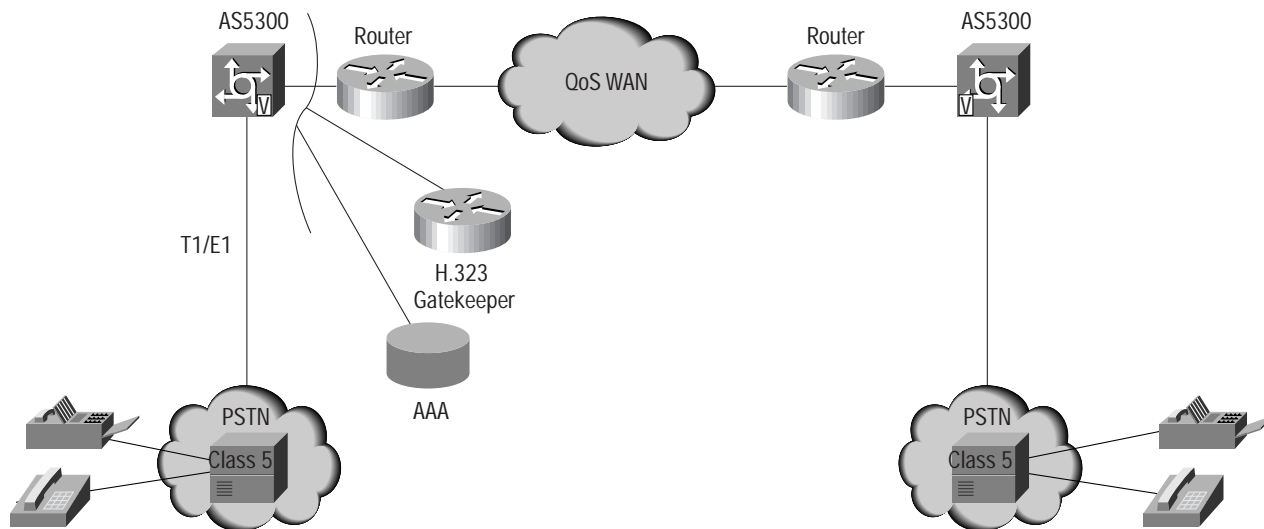 AS5300
AS5300
Router
Router
QoS WAN
V
V
T1/E1
H.323
Gatekeeper
AAA
PSTN
PSTN
Class 5
Class 5